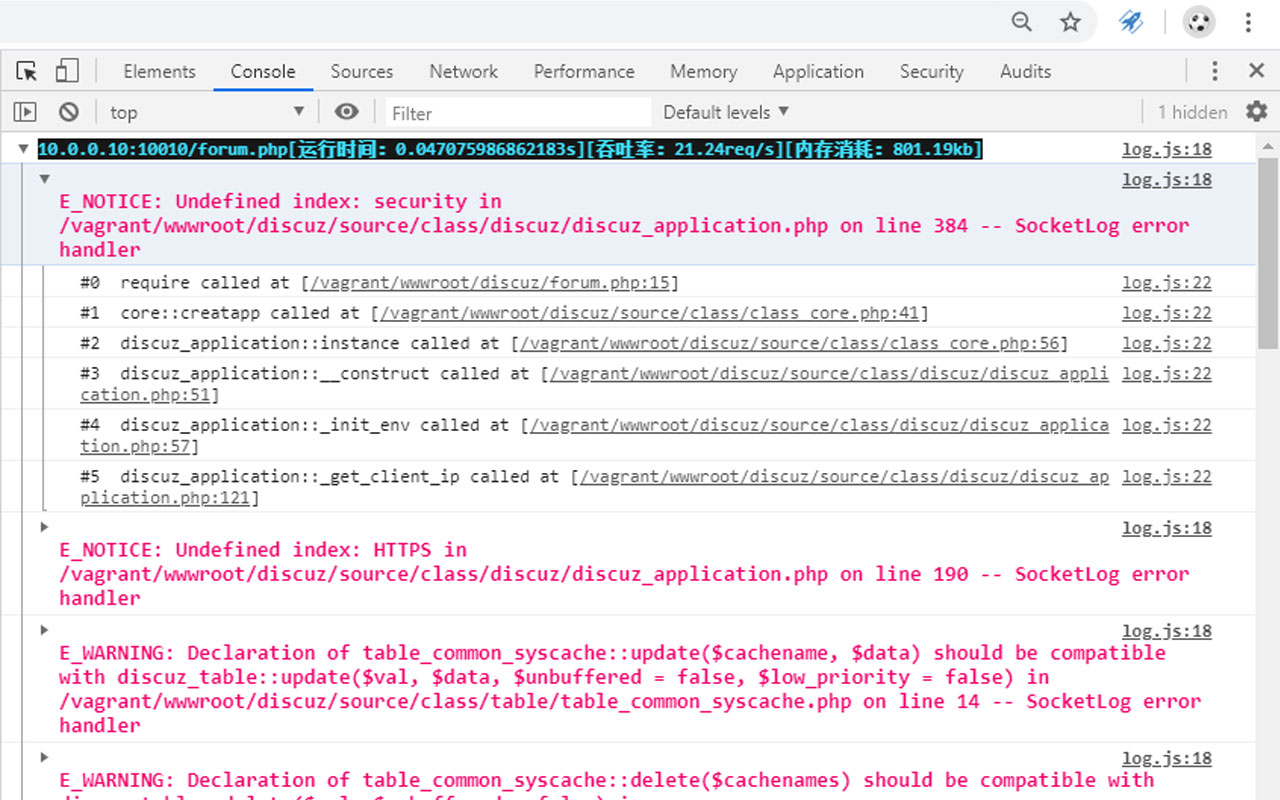 Elements Console Sources Network Performance Memory Application Security Audits
top Filter Default levels 1 hidden
10.0.0.10:10010/forum.php[运行时间：0.047075986862183s][吞吐率：21.24req/s][内存消耗：801.19kb] log.js:18
log.js:18
E_NOTICE: Undefined index: security in
/vagrant/wwwroot/discuz/source/class/discuz/discuz_application.php on line 384 -- SocketLog error
handler
#0 require called at [/vagrant/wwwroot/discuz/forum.php:15] log.js:22
#1 core::creatapp called at [/vagrant/wwwroot/discuz/source/class/class_core.php:41] log.js:22
#2 discuz_application::instance called at [/vagrant/wwwroot/discuz/source/class/class_core.php:56] log.js:22
#3 discuz_application::__construct called at [/vagrant/wwwroot/discuz/source/class/discuz/discuz_appli log.js:22
cation.php:51]
#4 discuz_application::_init_env called at [/vagrant/wwwroot/discuz/source/class/discuz/discuz_applica log.js:22
tion.php:57]
#5 discuz_application::_get_client_ip called at [/vagrant/wwwroot/discuz/source/class/discuz/discuz_ap log.js:22
plication.php:121]
log.js:18
E_NOTICE: Undefined index: HTTPS in
/vagrant/wwwroot/discuz/source/class/discuz/discuz_application.php on line 190 -- SocketLog error
handler
log.js:18
E_WARNING: Declaration of table_common_syscache::update($cachename, $data) should be compatible
with discuz_table::update($val, $data, $unbuffered = false, $low_priority = false) in
/vagrant/wwwroot/discuz/source/class/table/table_common_syscache.php on line 14 -- SocketLog error
handler
log.js:18
E_WARNING: Declaration of table_common_syscache::delete($cachenames) should be compatible with